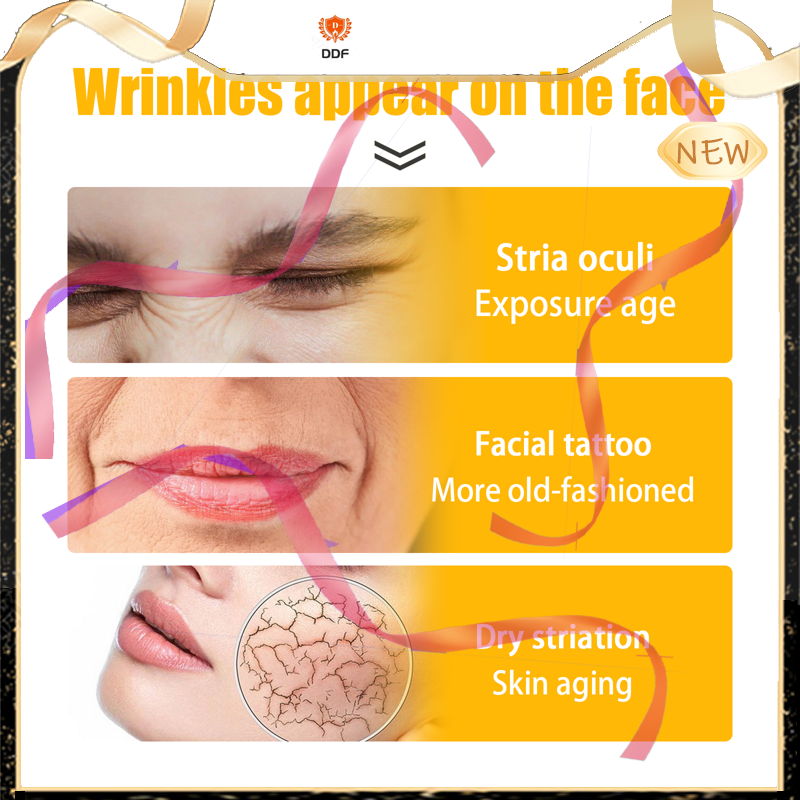 D
DDF
Wrinkles appear on the face
NEW
Stria oculi
Exposure age
Facial tattoo
More old-fashioned
Dry striation
Skin aging